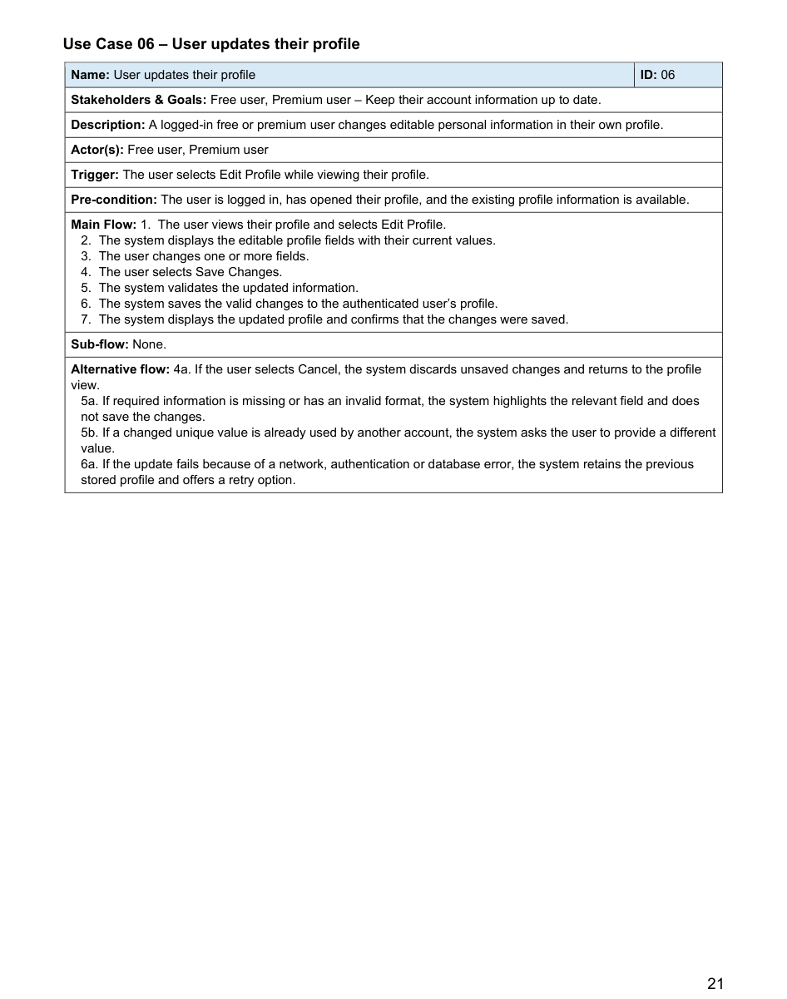 Use Case 06 – User updates their profile
Name: User updates their profile
ID: 06
Stakeholders & Goals: Free user, Premium user – Keep their account information up to date.
Description: A logged-in free or premium user changes editable personal information in their own profile.
Actor(s): Free user, Premium user
Trigger: The user selects Edit Profile while viewing their profile.
Pre-condition: The user is logged in, has opened their profile, and the existing profile information is available.
Main Flow: 1. The user views their profile and selects Edit Profile.
2. The system displays the editable profile fields with their current values.
3. The user changes one or more fields.
4. The user selects Save Changes.
5. The system validates the updated information.
6. The system saves the valid changes to the authenticated user’s profile.
7. The system displays the updated profile and confirms that the changes were saved.
Sub-flow: None.
Alternative flow: 4a. If the user selects Cancel, the system discards unsaved changes and returns to the profile
view.
5a. If required information is missing or has an invalid format, the system highlights the relevant field and does
not save the changes.
5b. If a changed unique value is already used by another account, the system asks the user to provide a different
value.
6a. If the update fails because of a network, authentication or database error, the system retains the previous
stored profile and offers a retry option.
21